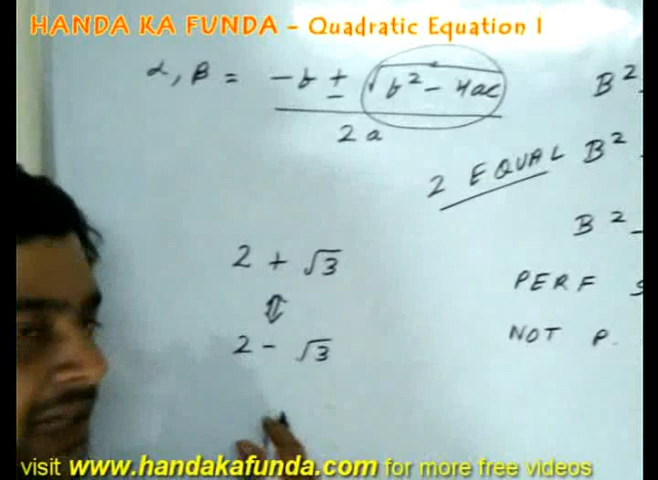 HANDA KA FUNDA - Quadratic Equation I
α, β = -b ± √b² - 4ac
2a
B²
2 EQUAL B²
B² -
2 + √3
⇕
2 - √3
PERF S
NOT P.
visit www.handakafunda.com for more free videos